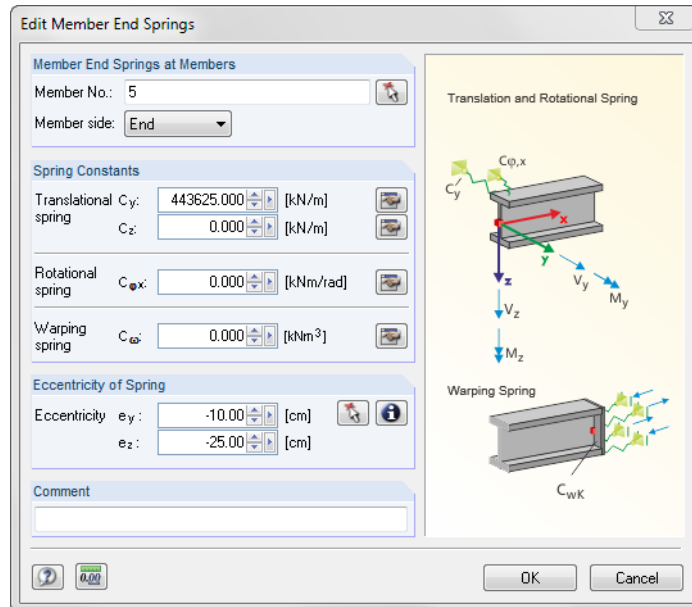 Edit Member End Springs
Member End Springs at Members
Member No.: 5
Member side: End
Spring Constants
Translational spring Cy: 443625.000 [kN/m]
Cz: 0.000 [kN/m]
Rotational spring Cφx: 0.000 [kNm/rad]
Warping spring Cω: 0.000 [kNm³]
Eccentricity of Spring
Eccentricity ey: -10.00 [cm]
ez: -25.00 [cm]
Comment
0.00
OK Cancel
Translation and Rotational Spring
Cφ,x
Cy
x
y
z
Vy
My
Vz
Mz
Warping Spring
CwK